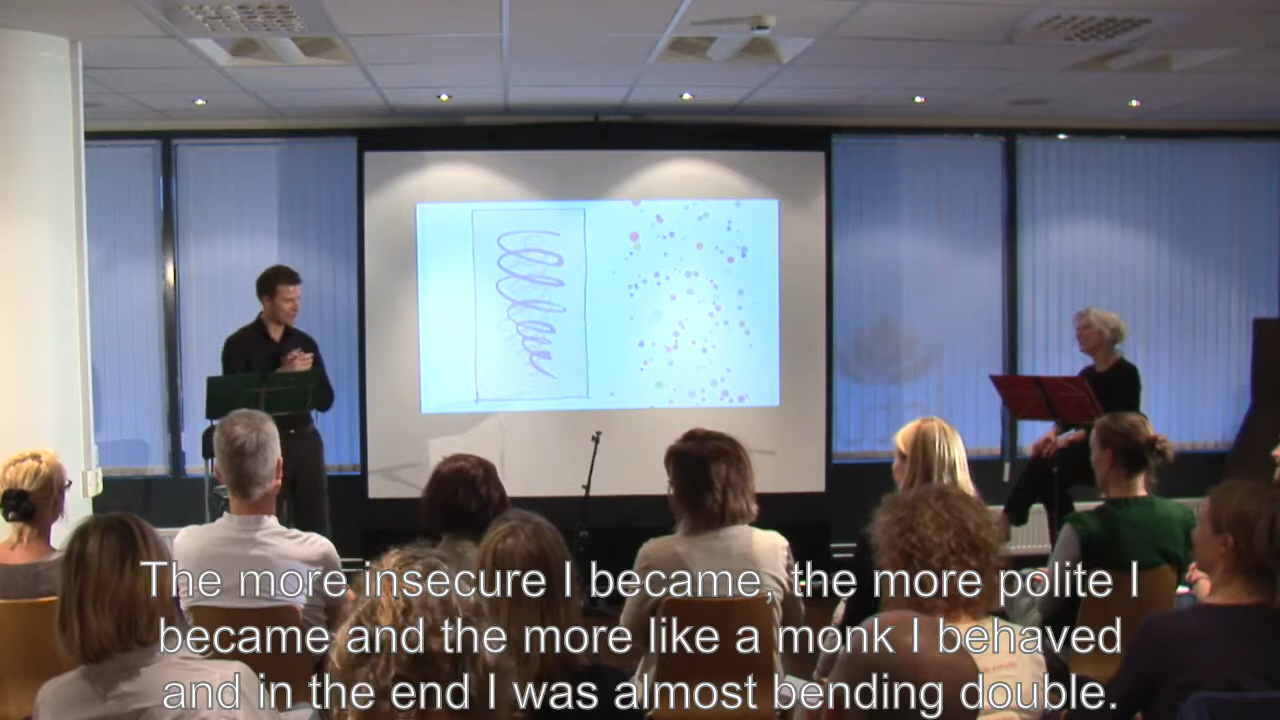 The more insecure I became, the more polite I
became and the more like a monk I behaved
and in the end I was almost bending double.